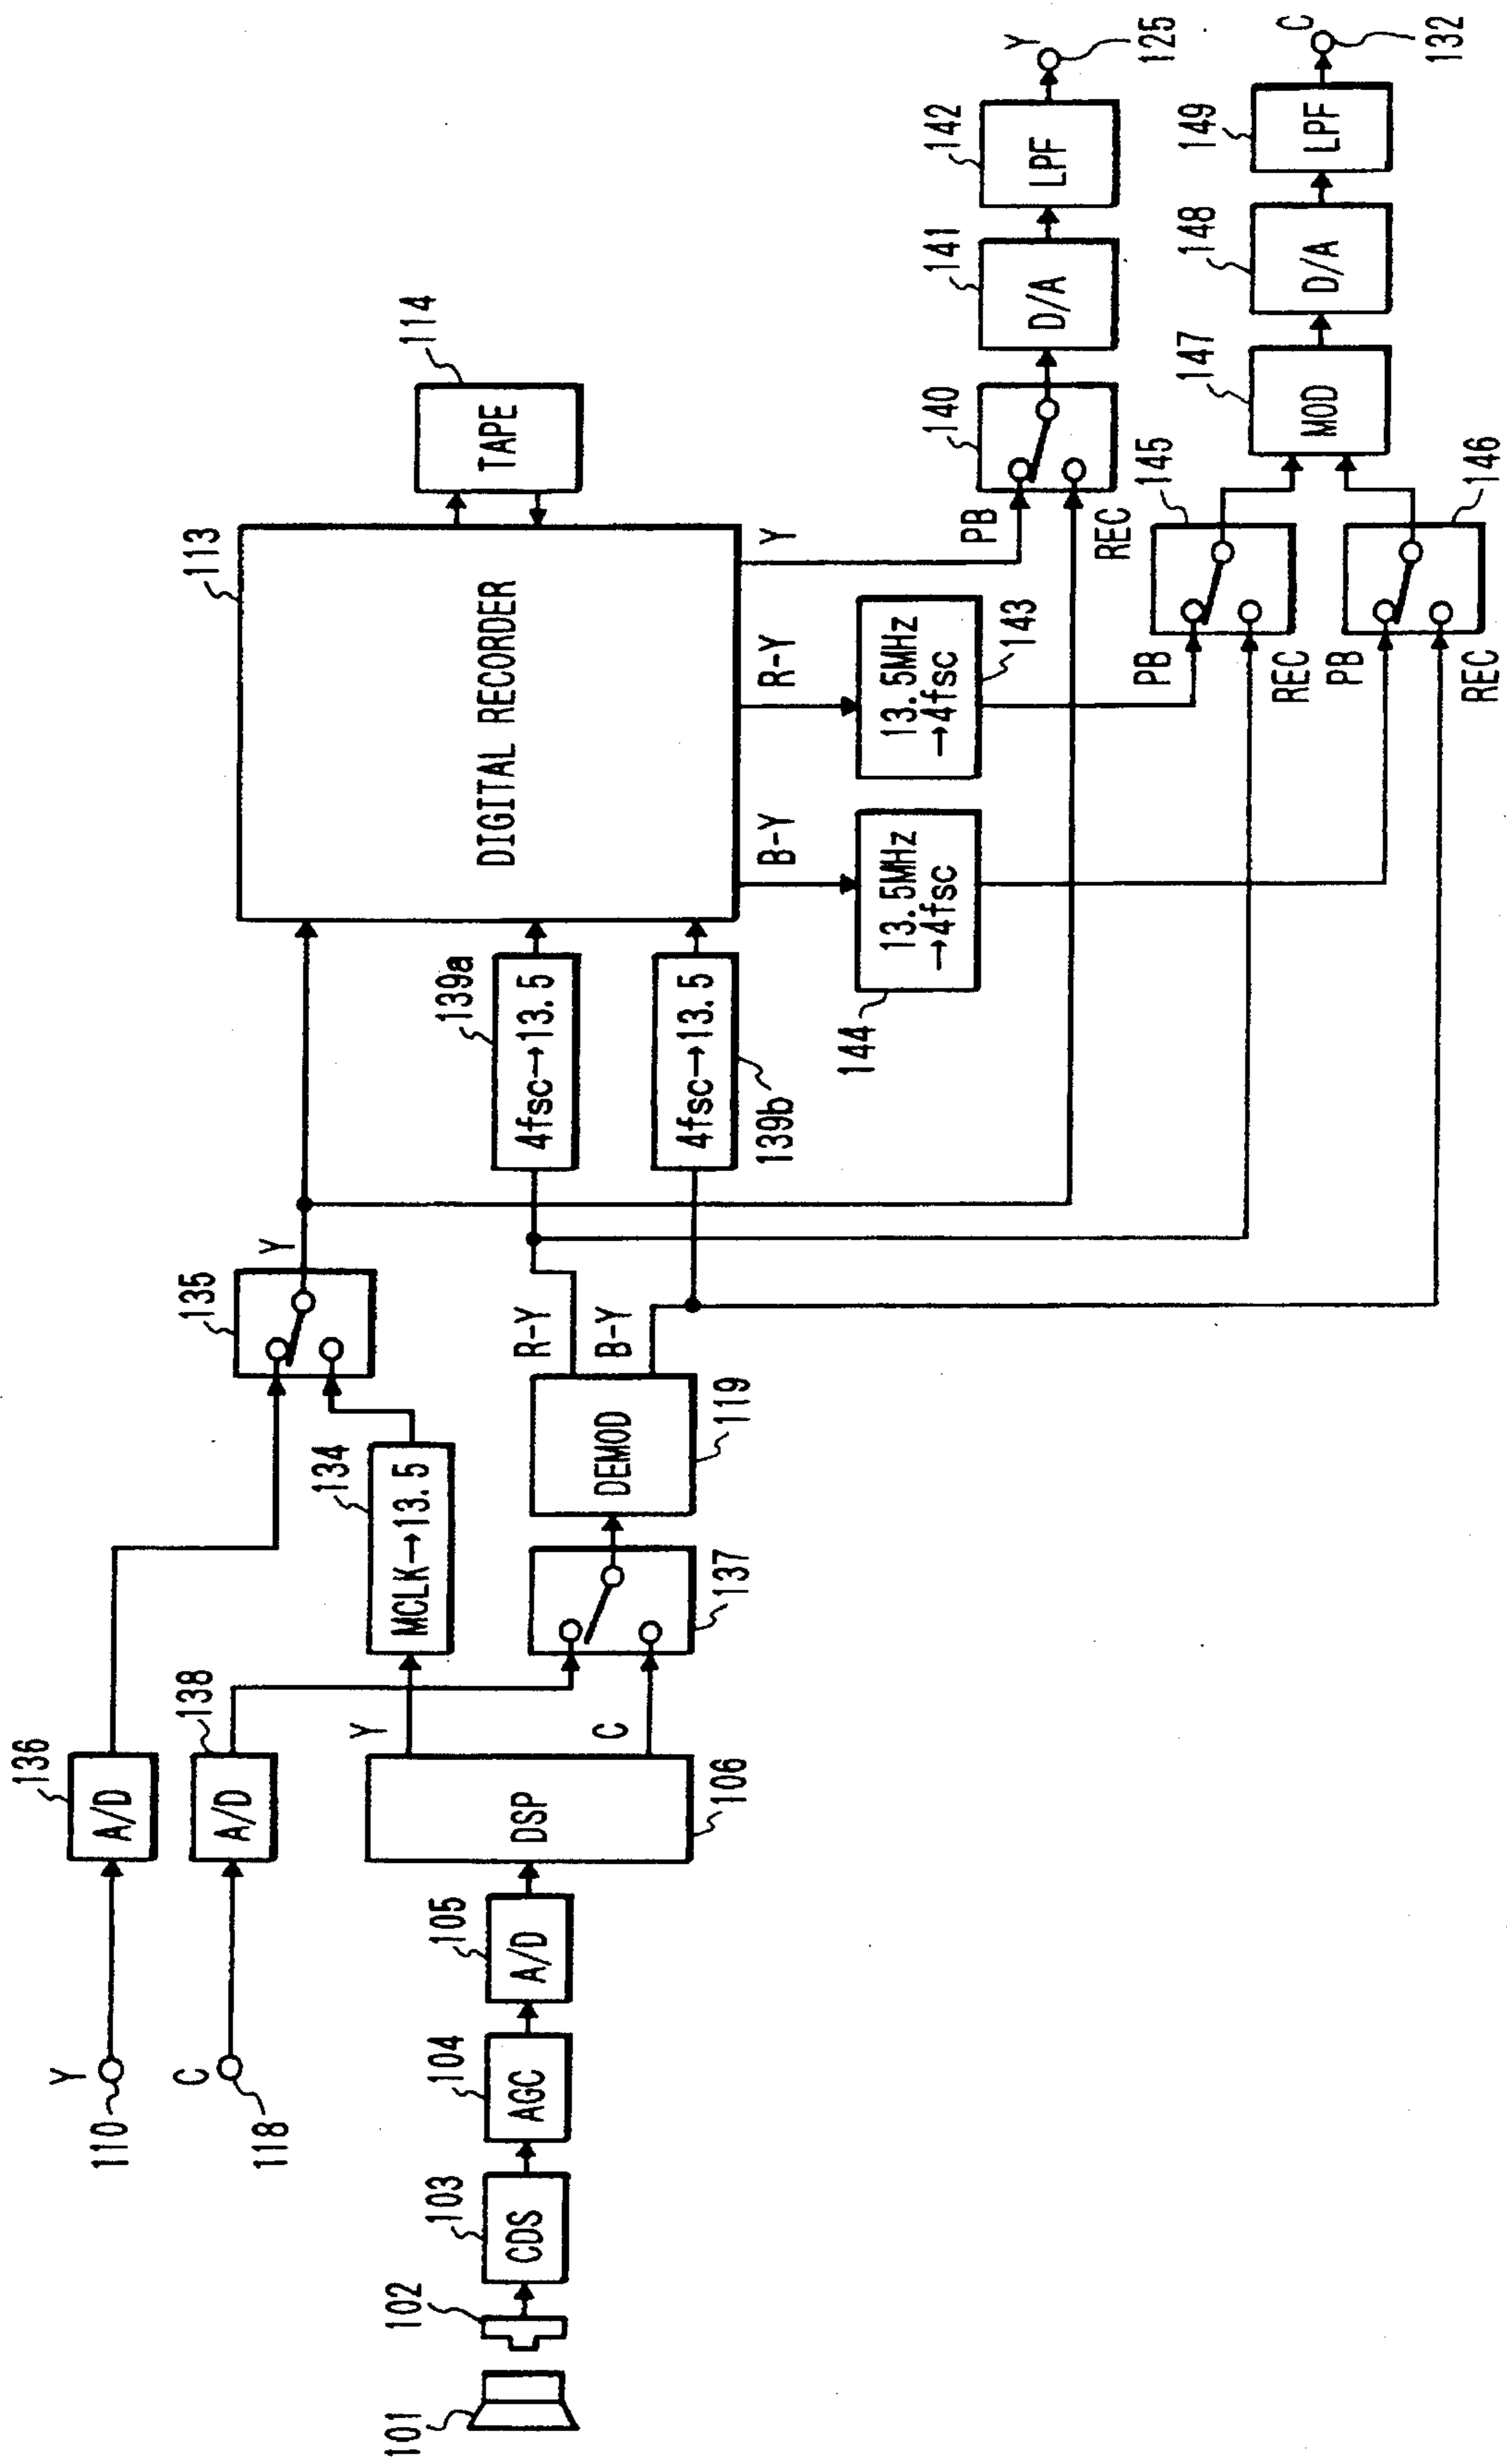 Y
110
136
A/D
C
118
138
A/D
101
102
103
CDS
104
AGC
105
A/D
106
DSP
Y
C
134
MCLK→13.5
135
Y
137
119
DEMOD
R-Y
B-Y
139a
4fsc→13.5
139b
4fsc→13.5
113
DIGITAL RECORDER
114
TAPE
B-Y
R-Y
Y
144
13.5MHz
→4fsc
143
13.5MHz
→4fsc
PB
REC
140
141
D/A
142
LPF
Y
125
PB
REC
145
PB
REC
146
147
MOD
148
D/A
149
LPF
C
132